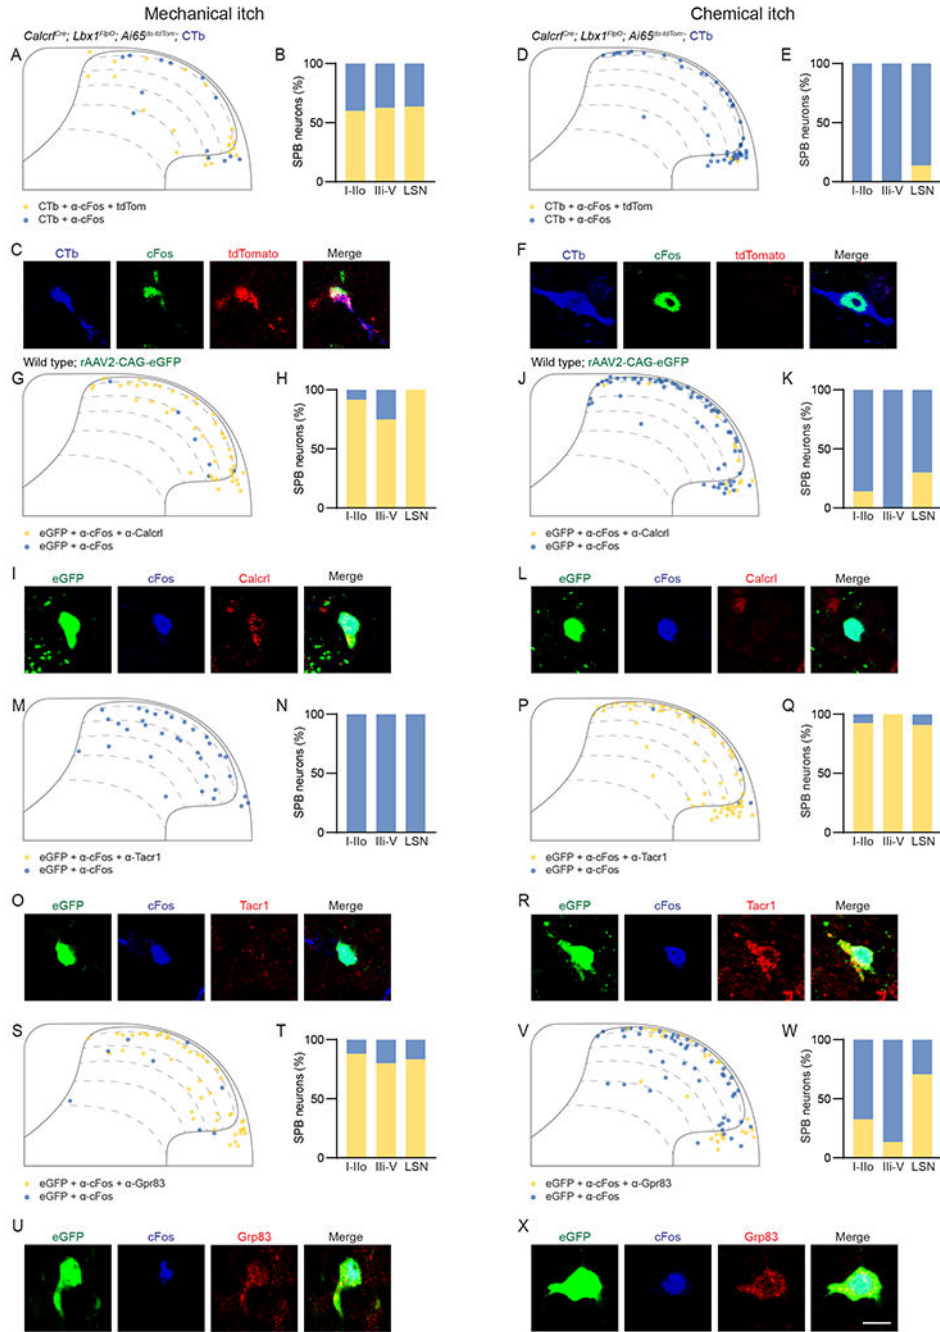 Mechanical itch
Chemical itch
Calcrl^Cre; Lbx1^FlpO; Ai65^ds-tdTom; CTb
Calcrl^Cre; Lbx1^FlpO; Ai65^ds-tdTom; CTb
A
B
D
E
100
50
0
SPB neurons (%)
I-IIo IIi-V LSN
100
50
0
SPB neurons (%)
I-IIo IIi-V LSN
CTb + α-cFos + tdTom
CTb + α-cFos
CTb + α-cFos + tdTom
CTb + α-cFos
C
CTb cFos tdTomato Merge
F
CTb cFos tdTomato Merge
Wild type; rAAV2-CAG-eGFP
Wild type; rAAV2-CAG-eGFP
G
H
J
K
100
50
0
SPB neurons (%)
I-IIo IIi-V LSN
100
50
0
SPB neurons (%)
I-IIo IIi-V LSN
eGFP + α-cFos + α-Calcrl
eGFP + α-cFos
eGFP + α-cFos + α-Calcrl
eGFP + α-cFos
I
eGFP cFos Calcrl Merge
L
eGFP cFos Calcrl Merge
M
N
P
Q
100
50
0
SPB neurons (%)
I-IIo IIi-V LSN
100
50
0
SPB neurons (%)
I-IIo IIi-V LSN
eGFP + α-cFos + α-Tacr1
eGFP + α-cFos
eGFP + α-cFos + α-Tacr1
eGFP + α-cFos
O
eGFP cFos Tacr1 Merge
R
eGFP cFos Tacr1 Merge
S
T
V
W
100
50
0
SPB neurons (%)
I-IIo IIi-V LSN
100
50
0
SPB neurons (%)
I-IIo IIi-V LSN
eGFP + α-cFos + α-Gpr83
eGFP + α-cFos
eGFP + α-cFos + α-Gpr83
eGFP + α-cFos
U
eGFP cFos Grp83 Merge
X
eGFP cFos Grp83 Merge